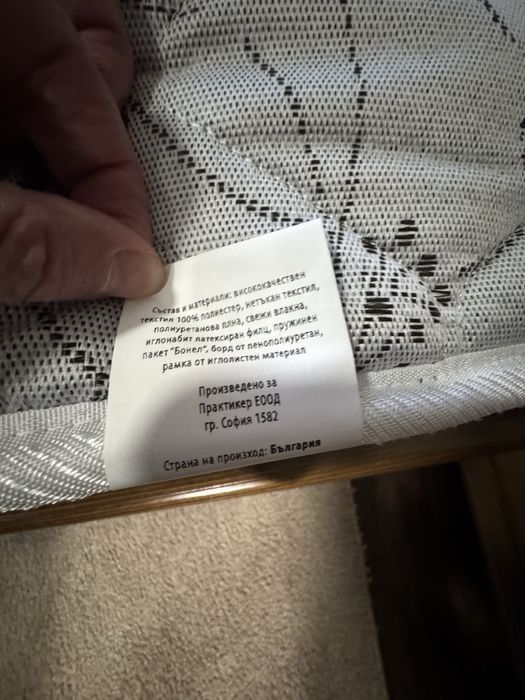 Състав и материали: висококачествен
текстил 100% полиестер, нетъкан текстил,
полиуретанова пяна, свежи влакна,
иглонабит латексиран филц, пружинен
пакет "Бонел", борд от пенополиуретан,
рамка от иглолистен материал
Произведено за
Практикер ЕООД
гр. София 1582
Страна на произход: България